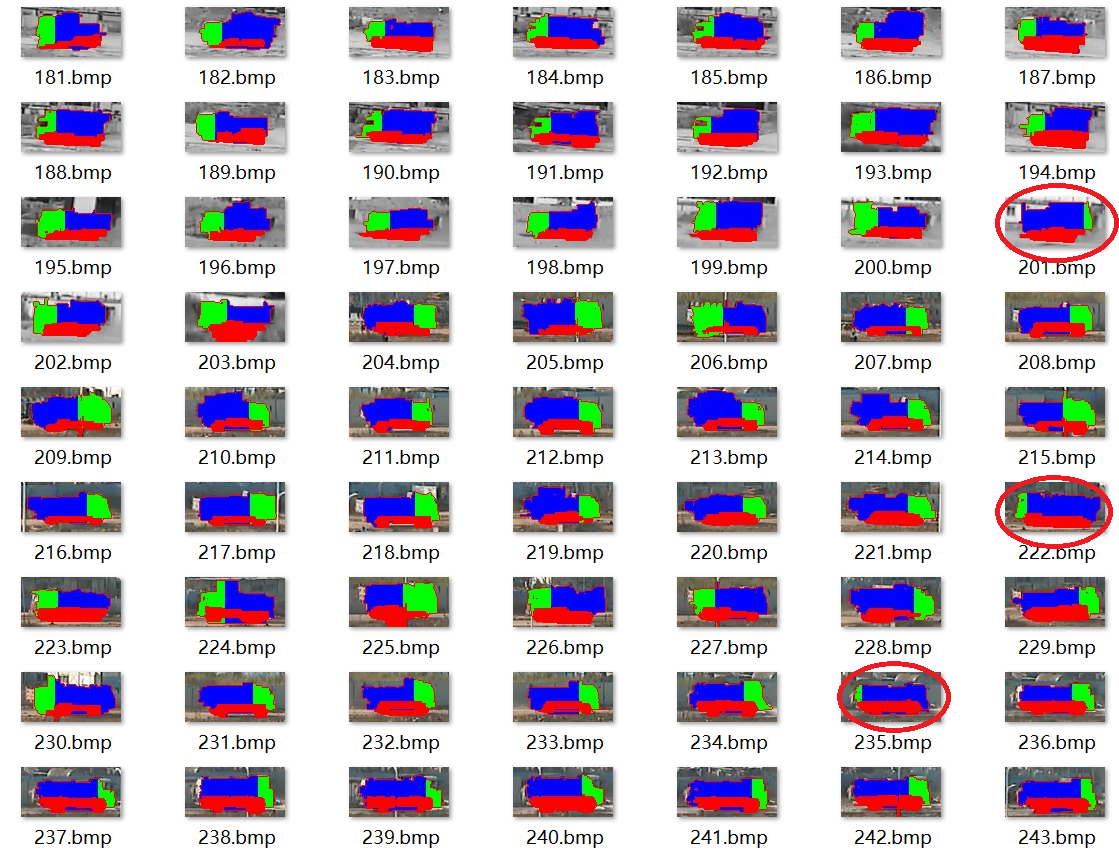 181.bmp 182.bmp 183.bmp 184.bmp 185.bmp 186.bmp 187.bmp
188.bmp 189.bmp 190.bmp 191.bmp 192.bmp 193.bmp 194.bmp
195.bmp 196.bmp 197.bmp 198.bmp 199.bmp 200.bmp 201.bmp
202.bmp 203.bmp 204.bmp 205.bmp 206.bmp 207.bmp 208.bmp
209.bmp 210.bmp 211.bmp 212.bmp 213.bmp 214.bmp 215.bmp
216.bmp 217.bmp 218.bmp 219.bmp 220.bmp 221.bmp 222.bmp
223.bmp 224.bmp 225.bmp 226.bmp 227.bmp 228.bmp 229.bmp
230.bmp 231.bmp 232.bmp 233.bmp 234.bmp 235.bmp 236.bmp
237.bmp 238.bmp 239.bmp 240.bmp 241.bmp 242.bmp 243.bmp